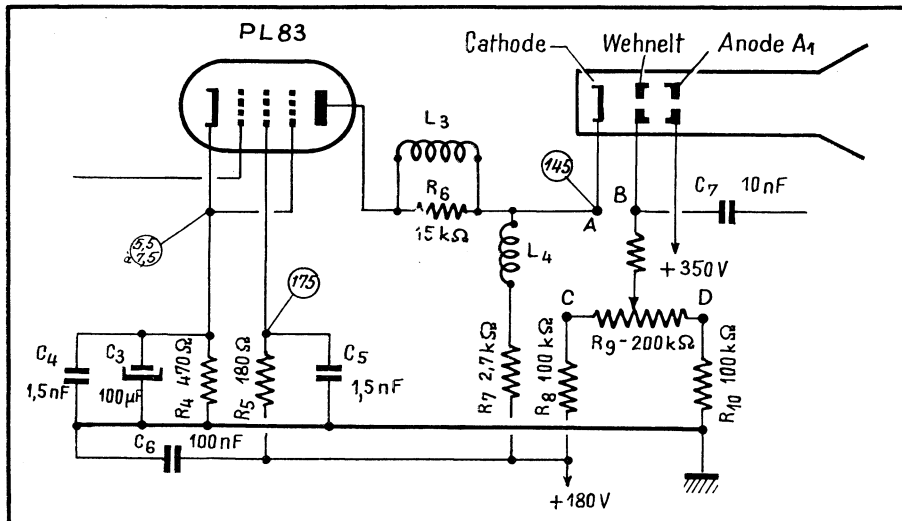 PL83
Cathode
Wehnelt
Anode A1
L3
R6
15kΩ
145
A
B
C7
10nF
L4
+350V
5,5
à 7,5
175
C
D
R9-200kΩ
C4
1,5nF
C3
100µF
R4 470Ω
R5 180Ω
C5
1,5nF
R7 2,7kΩ
R8 100kΩ
R10 100kΩ
C6
100nF
+180V